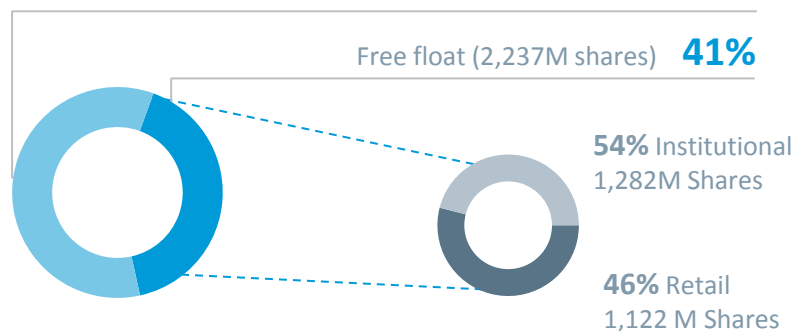 Free float (2,237M shares) 41%
54% Institutional
1,282M Shares
46% Retail
1,122 M Shares